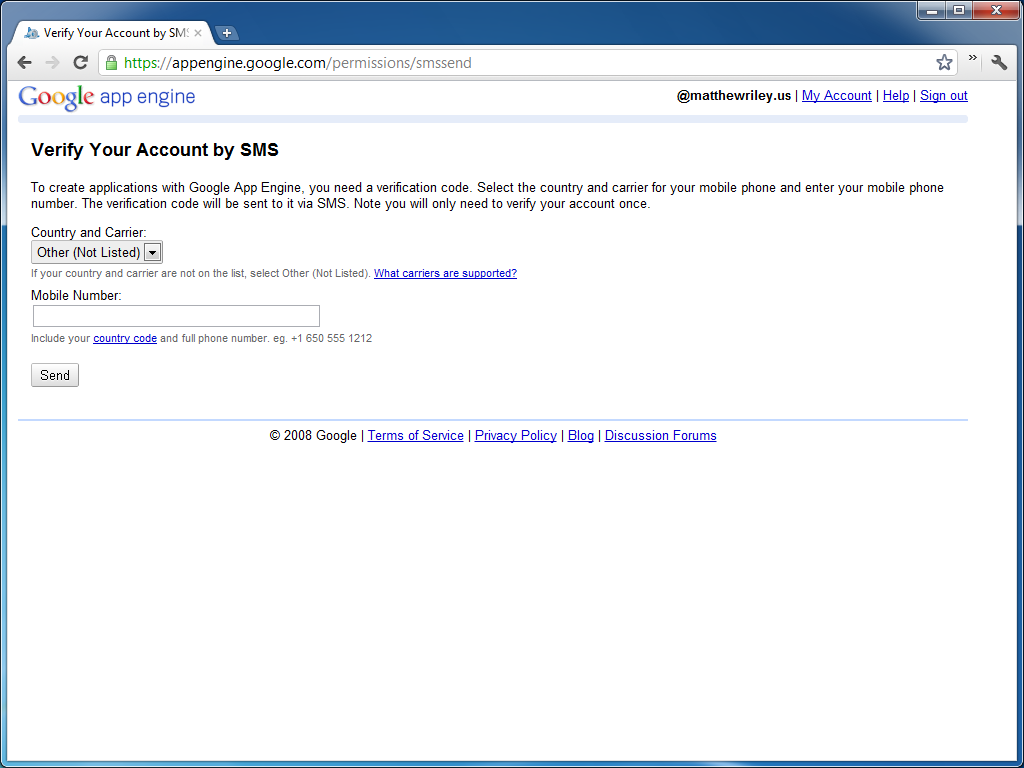 Verify Your Account by SMS
https://appengine.google.com/permissions/smssend
Google app engine
@matthewriley.us | My Account | Help | Sign out
Verify Your Account by SMS
To create applications with Google App Engine, you need a verification code. Select the country and carrier for your mobile phone and enter your mobile phone
number. The verification code will be sent to it via SMS. Note you will only need to verify your account once.
Country and Carrier:
Other (Not Listed)
If your country and carrier are not on the list, select Other (Not Listed). What carriers are supported?
Mobile Number:
Include your country code and full phone number. eg. +1 650 555 1212
Send
© 2008 Google | Terms of Service | Privacy Policy | Blog | Discussion Forums